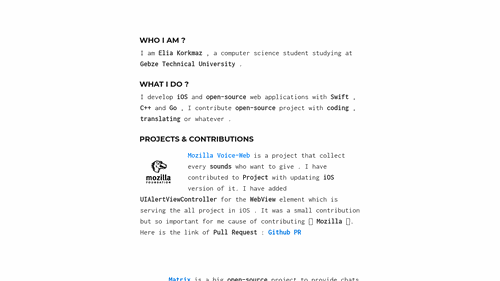 WHO I AM ?
I am Elia Korkmaz , a computer science student studying at
Gebze Technical University .
WHAT I DO ?
I develop iOS and open-source web applications with Swift ,
C++ and Go , I contribute open-source project with coding ,
translating or whatever .
PROJECTS & CONTRIBUTIONS
mozilla
FOUNDATION
Mozilla Voice-Web is a project that collect
every sounds who want to give . I have
contributed to Project with updating iOS
version of it. I have added
UIAlertViewController for the WebView element which is
serving the all project in iOS . It was a small contribution
but so important for me cause of contributing Mozilla .
Here is the link of Pull Request : Github PR
Matrix is a big open-source project to provide chats